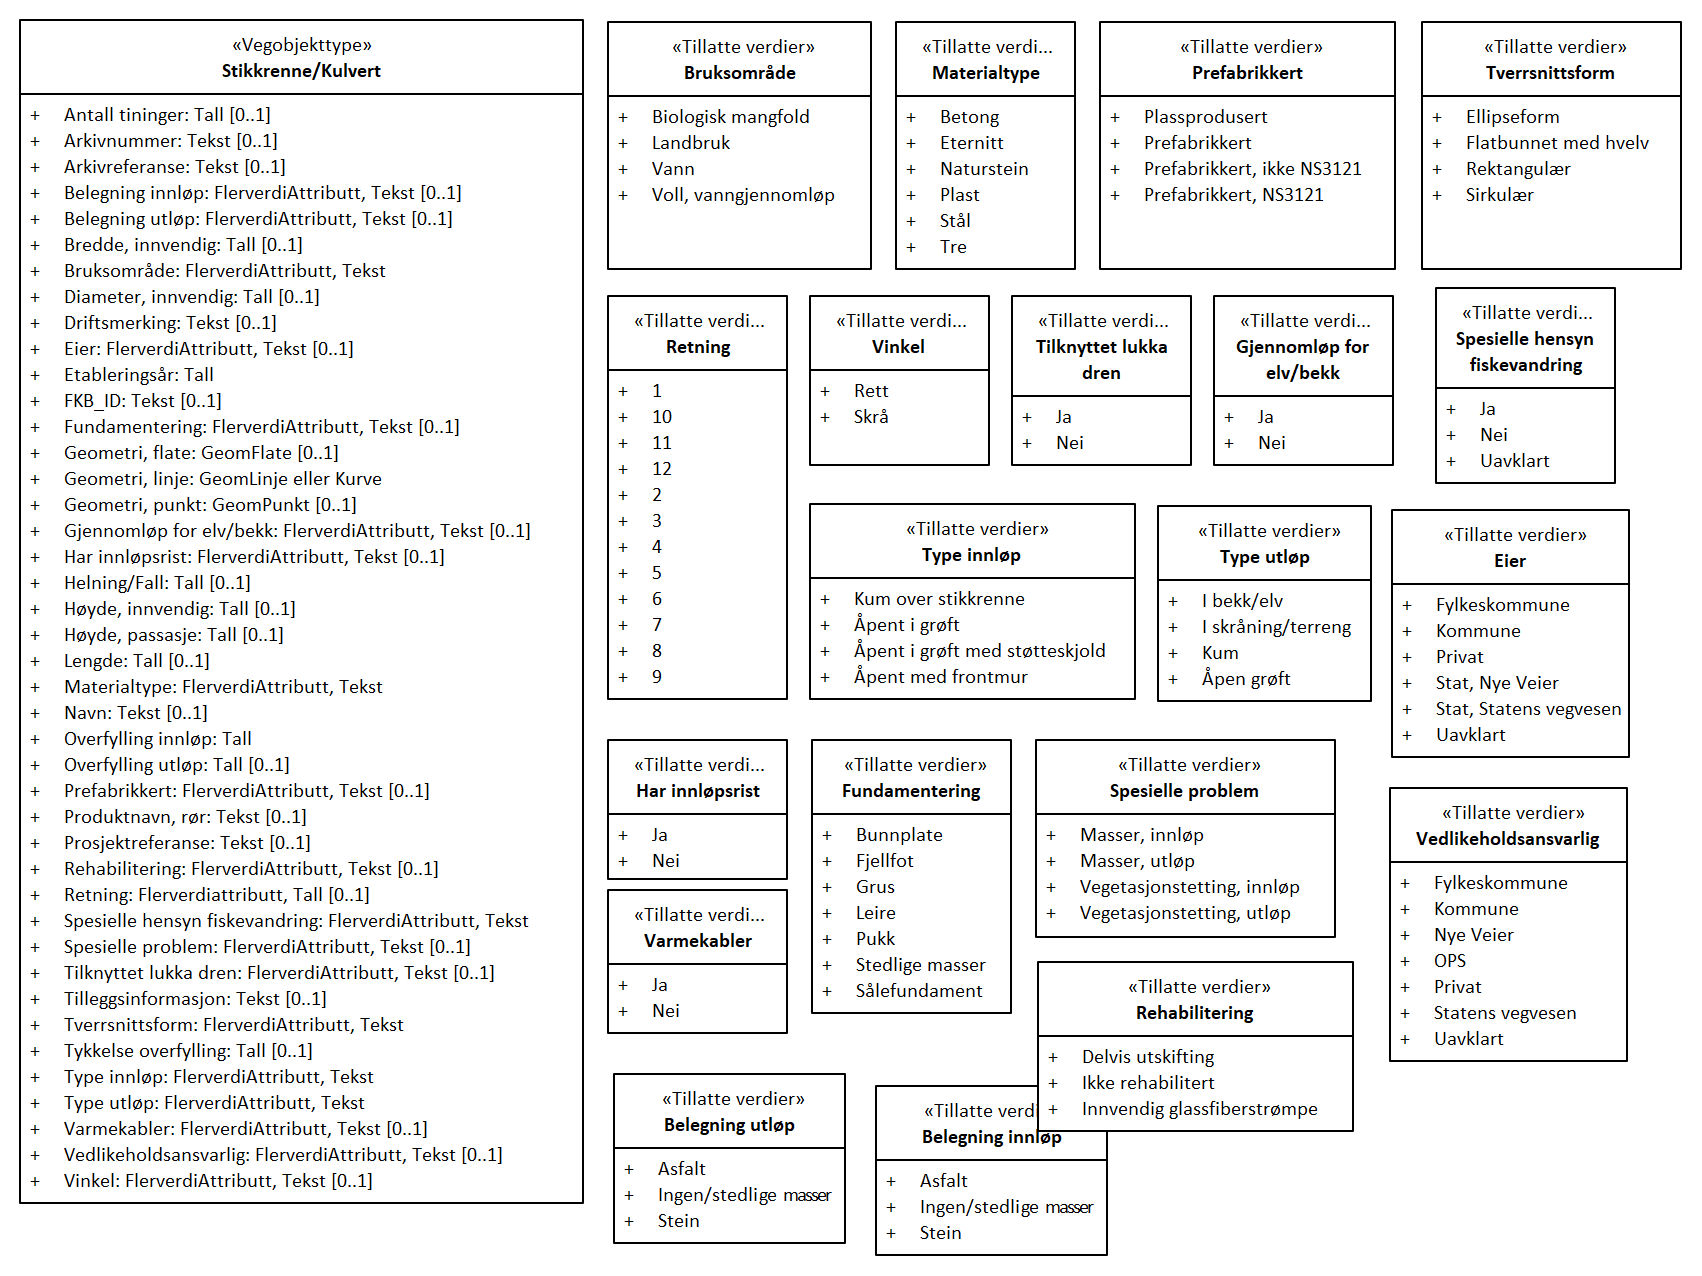 «Vegobjekttype»
Stikkrenne/Kulvert
+ Antall tininger: Tall [0..1]
+ Arkivnummer: Tekst [0..1]
+ Arkivreferanse: Tekst [0..1]
+ Belegning innløp: FlerverdiAttributt, Tekst [0..1]
+ Belegning utløp: FlerverdiAttributt, Tekst [0..1]
+ Bredde, innvendig: Tall [0..1]
+ Bruksområde: FlerverdiAttributt, Tekst
+ Diameter, innvendig: Tall [0..1]
+ Driftsmerking: Tekst [0..1]
+ Eier: FlerverdiAttributt, Tekst [0..1]
+ Etableringsår: Tall
+ FKB_ID: Tekst [0..1]
+ Fundamentering: FlerverdiAttributt, Tekst [0..1]
+ Geometri, flate: GeomFlate [0..1]
+ Geometri, linje: GeomLinje eller Kurve
+ Geometri, punkt: GeomPunkt [0..1]
+ Gjennomløp for elv/bekk: FlerverdiAttributt, Tekst [0..1]
+ Har innløpsrist: FlerverdiAttributt, Tekst [0..1]
+ Helning/Fall: Tall [0..1]
+ Høyde, innvendig: Tall [0..1]
+ Høyde, passasje: Tall [0..1]
+ Lengde: Tall [0..1]
+ Materialtype: FlerverdiAttributt, Tekst
+ Navn: Tekst [0..1]
+ Overfylling innløp: Tall
+ Overfylling utløp: Tall [0..1]
+ Prefabrikkert: FlerverdiAttributt, Tekst [0..1]
+ Produktnavn, rør: Tekst [0..1]
+ Prosjektreferanse: Tekst [0..1]
+ Rehabilitering: FlerverdiAttributt, Tekst [0..1]
+ Retning: Flerverdiattributt, Tall [0..1]
+ Spesielle hensyn fiskevandring: FlerverdiAttributt, Tekst
+ Spesielle problem: FlerverdiAttributt, Tekst [0..1]
+ Tilknyttet lukka dren: FlerverdiAttributt, Tekst [0..1]
+ Tilleggsinformasjon: Tekst [0..1]
+ Tverrsnittsform: FlerverdiAttributt, Tekst
+ Tykkelse overfylling: Tall [0..1]
+ Type innløp: FlerverdiAttributt, Tekst
+ Type utløp: FlerverdiAttributt, Tekst
+ Varmekabler: FlerverdiAttributt, Tekst [0..1]
+ Vedlikeholdsansvarlig: FlerverdiAttributt, Tekst [0..1]
+ Vinkel: FlerverdiAttributt, Tekst [0..1]
«Tillatte verdier»
Bruksområde
+ Biologisk mangfold
+ Landbruk
+ Vann
+ Voll, vanngjennomløp
«Tillatte verdi...
Materialtype
+ Betong
+ Eternitt
+ Naturstein
+ Plast
+ Stål
+ Tre
«Tillatte verdier»
Prefabrikkert
+ Plassprodusert
+ Prefabrikkert
+ Prefabrikkert, ikke NS3121
+ Prefabrikkert, NS3121
«Tillatte verdier»
Tverrsnittsform
+ Ellipseform
+ Flatbunnet med hvelv
+ Rektangulær
+ Sirkulær
«Tillatte verdi...
Retning
+ 1
+ 10
+ 11
+ 12
+ 2
+ 3
+ 4
+ 5
+ 6
+ 7
+ 8
+ 9
«Tillatte verdi...
Vinkel
+ Rett
+ Skrå
«Tillatte verdi...
Tilknyttet lukka
dren
+ Ja
+ Nei
«Tillatte verdi...
Gjennomløp for
elv/bekk
+ Ja
+ Nei
«Tillatte verdi...
Spesielle hensyn
fiskevandring
+ Ja
+ Nei
+ Uavklart
«Tillatte verdier»
Type innløp
+ Kum over stikkrenne
+ Åpent i grøft
+ Åpent i grøft med støtteskjold
+ Åpent med frontmur
«Tillatte verdier»
Type utløp
+ I bekk/elv
+ I skråning/terreng
+ Kum
+ Åpen grøft
«Tillatte verdier»
Eier
+ Fylkeskommune
+ Kommune
+ Privat
+ Stat, Nye Veier
+ Stat, Statens vegvesen
+ Uavklart
«Tillatte verdi...
Har innløpsrist
+ Ja
+ Nei
«Tillatte verdier»
Fundamentering
+ Bunnplate
+ Fjellfot
+ Grus
+ Leire
+ Pukk
+ Stedlige masser
+ Sålefundament
«Tillatte verdier»
Spesielle problem
+ Masser, innløp
+ Masser, utløp
+ Vegetasjonstetting, innløp
+ Vegetasjonstetting, utløp
«Tillatte verdier»
Vedlikeholdsansvarlig
+ Fylkeskommune
+ Kommune
+ Nye Veier
+ OPS
+ Privat
+ Statens vegvesen
+ Uavklart
«Tillatte verdi...
Varmekabler
+ Ja
+ Nei
«Tillatte verdier»
Rehabilitering
+ Delvis utskifting
+ Ikke rehabilitert
+ Innvendig glassfiberstrømpe
«Tillatte verdier»
Belegning utløp
+ Asfalt
+ Ingen/stedlige masser
+ Stein
«Tillatte verd
Belegning innløp
+ Asfalt
+ Ingen/stedlige masser
+ Stein